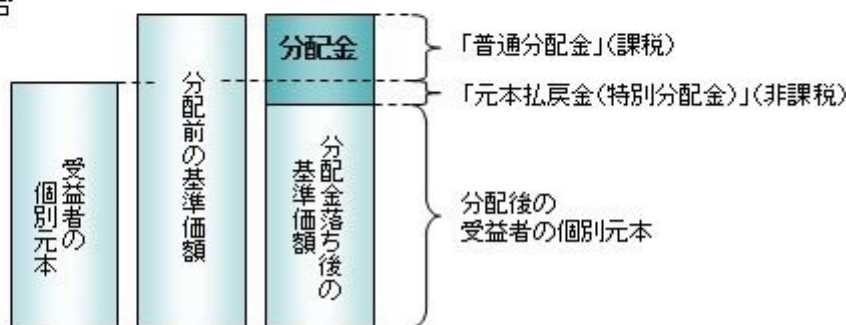 分配金
「普通分配金」(課税)
「元本払戻金(特別分配金)」(非課税)
受益者の
個別元本
分配前の基準価額
分配金落ち後の
基準価額
分配後の
受益者の個別元本